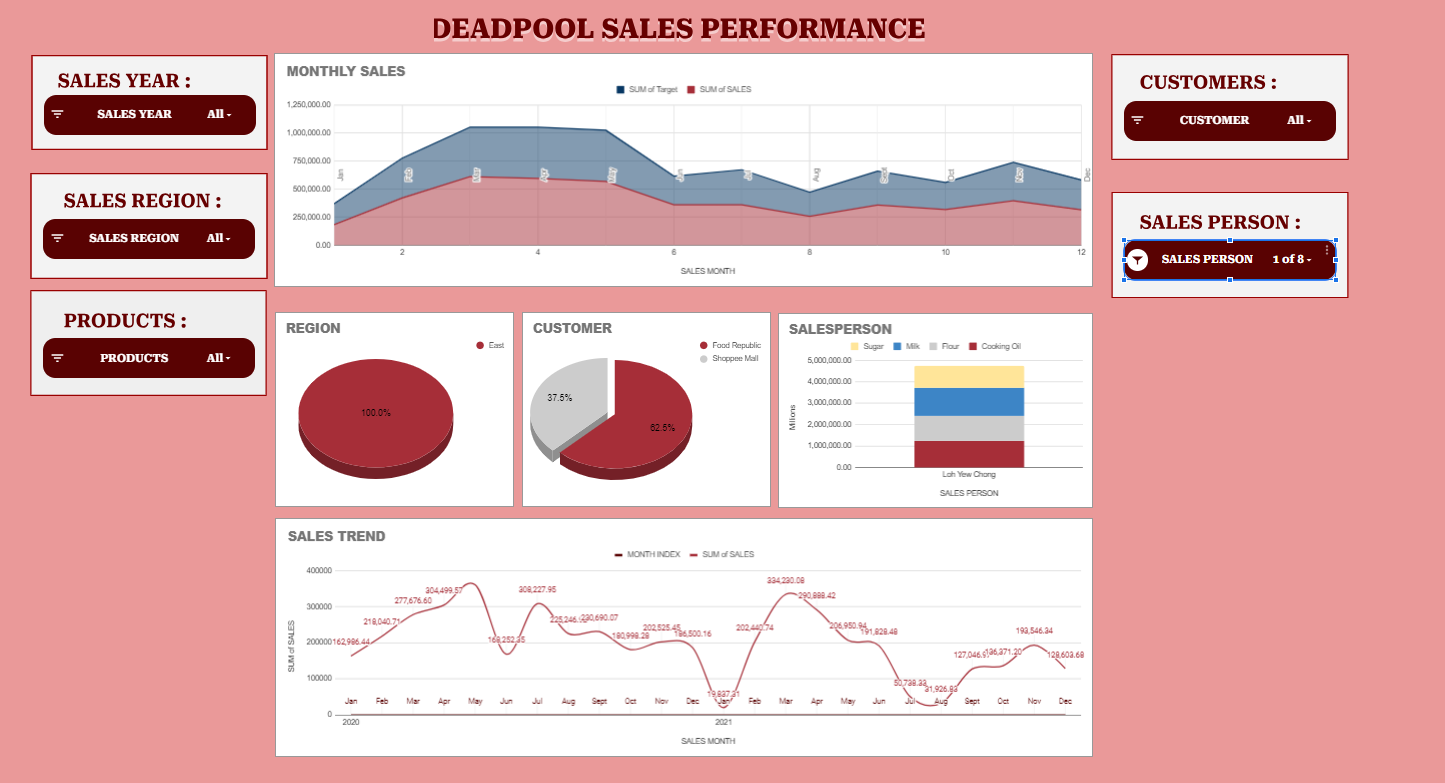 DEADPOOL SALES PERFORMANCE
SALES YEAR :
SALES YEAR All
SALES REGION :
SALES REGION All
PRODUCTS :
PRODUCTS All
MONTHLY SALES
SUM of Target SUM of SALES
1,250,000.00
1,000,000.00
750,000.00
500,000.00
250,000.00
0.00
Jan Feb Mar Apr May Jun Jul Aug Sept Oct Nov Dec
2 4 6 8 10 12
SALES MONTH
CUSTOMERS :
CUSTOMER All
SALES PERSON :
SALES PERSON 1 of 8
REGION
East
100.0%
CUSTOMER
Food Republic
Shoppee Mall
37.5%
62.5%
SALESPERSON
Sugar Milk Flour Cooking Oil
5,000,000.00
4,000,000.00
3,000,000.00
2,000,000.00
1,000,000.00
0.00
Millions
Loh Yew Chong
SALES PERSON
SALES TREND
MONTH INDEX SUM of SALES
400000
300000
200000
100000
0
SUM of SALES
162,986.44 218,040.71 277,676.60 304,499.57 308,227.95 230,690.07 180,998.28 202,525.45 186,500.16 19,837.31 202,440.74 334,230.08 290,888.42 206,950.94 191,828.48 50,738.33 31,926.83 136,371.20 193,546.34 128,603.68
Jan Feb Mar Apr May Jun Jul Aug Sept Oct Nov Dec Jan Feb Mar Apr May Jun Jul Aug Sept Oct Nov Dec
2020 2021
SALES MONTH